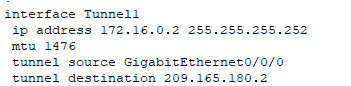 interface Tunnel1
ip address 172.16.0.2 255.255.255.252
mtu 1476
tunnel source GigabitEthernet0/0/0
tunnel destination 209.165.180.2